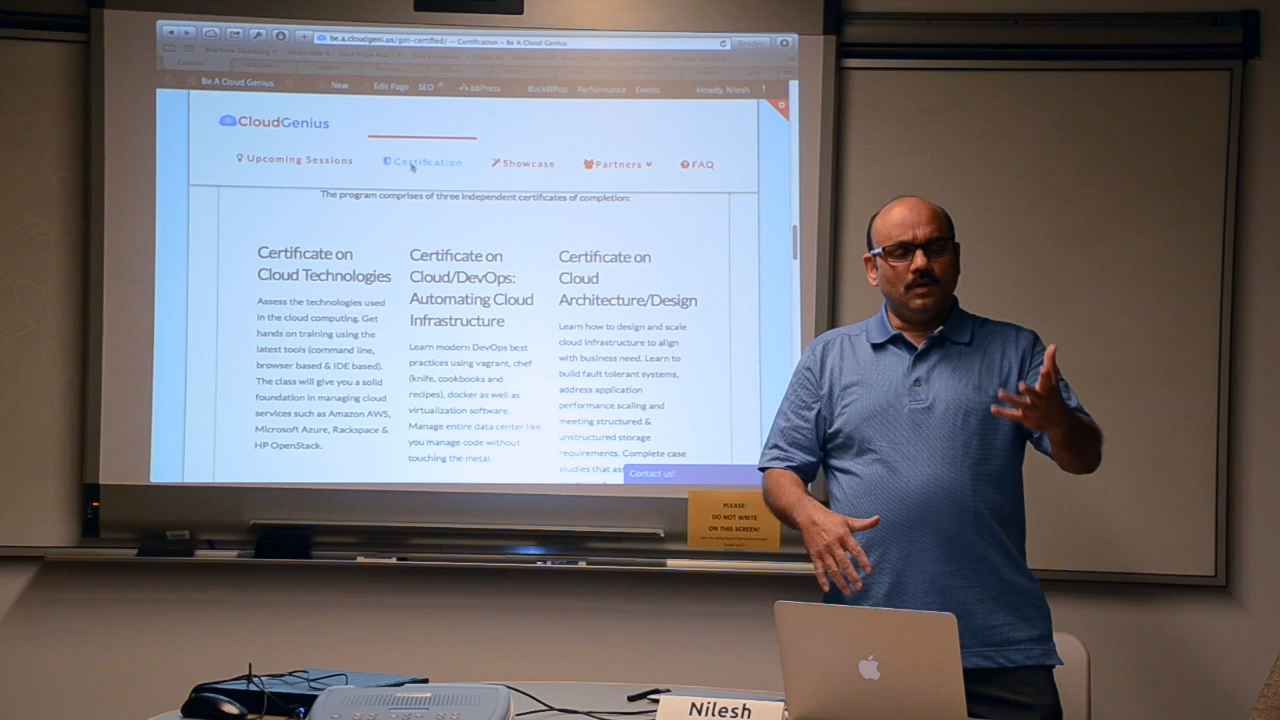 be.a.cloudgeni.us/get-certified/ — Certification – Be A Cloud Genius
Reader
Machine Learning
Be A Cloud Genius
New
Edit Page
SEO
bbPress
BackWPup
Performance
Events
Howdy, Nilesh
CloudGenius
Upcoming Sessions
Certification
Showcase
Partners
FAQ
The program comprises of three independent certificates of completion:
Certificate on
Cloud Technologies
Assess the technologies used
in the cloud computing. Get
hands on training using the
latest tools (command line,
browser based & IDE based).
The class will give you a solid
foundation in managing cloud
services such as Amazon AWS,
Microsoft Azure, Rackspace &
HP OpenStack.
Certificate on
Cloud/DevOps:
Automating Cloud
Infrastructure
Learn modern DevOps best
practices using vagrant, chef
(knife, cookbooks and
recipes), docker as well as
virtualization software.
Manage entire data center like
you manage code without
touching the metal.
Certificate on
Cloud
Architecture/Design
Learn how to design and scale
cloud infrastructure to align
with business need. Learn to
build fault tolerant systems,
address application
performance scaling and
meeting structured &
unstructured storage
requirements. Complete case
studies that as
Contact us!
PLEASE:
DO NOT WRITE
ON THIS SCREEN!
Nilesh